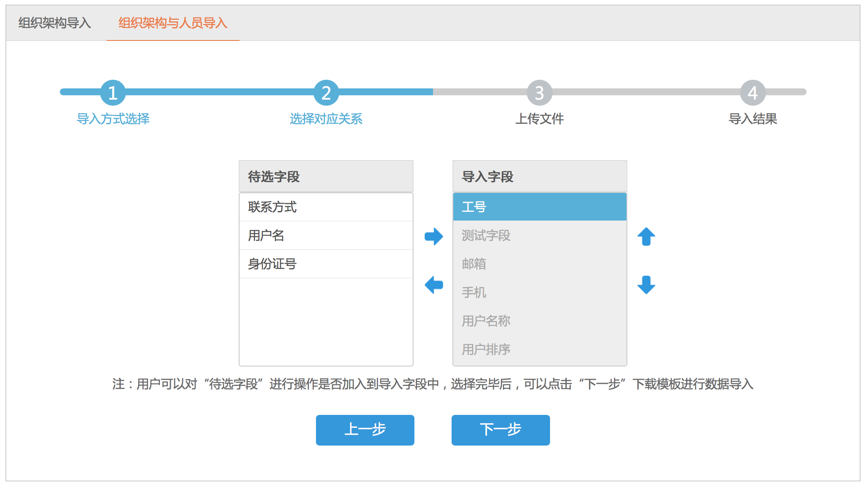 组织架构导入 组织架构与人员导入
1 2 3 4
导入方式选择 选择对应关系 上传文件 导入结果
待选字段 导入字段
联系方式 工号
用户名 测试字段
身份证号 邮箱
手机
用户名称
用户排序
注：用户可以对“待选字段”进行操作是否加入到导入字段中，选择完毕后，可以点击“下一步”下载模板进行数据导入
上一步 下一步